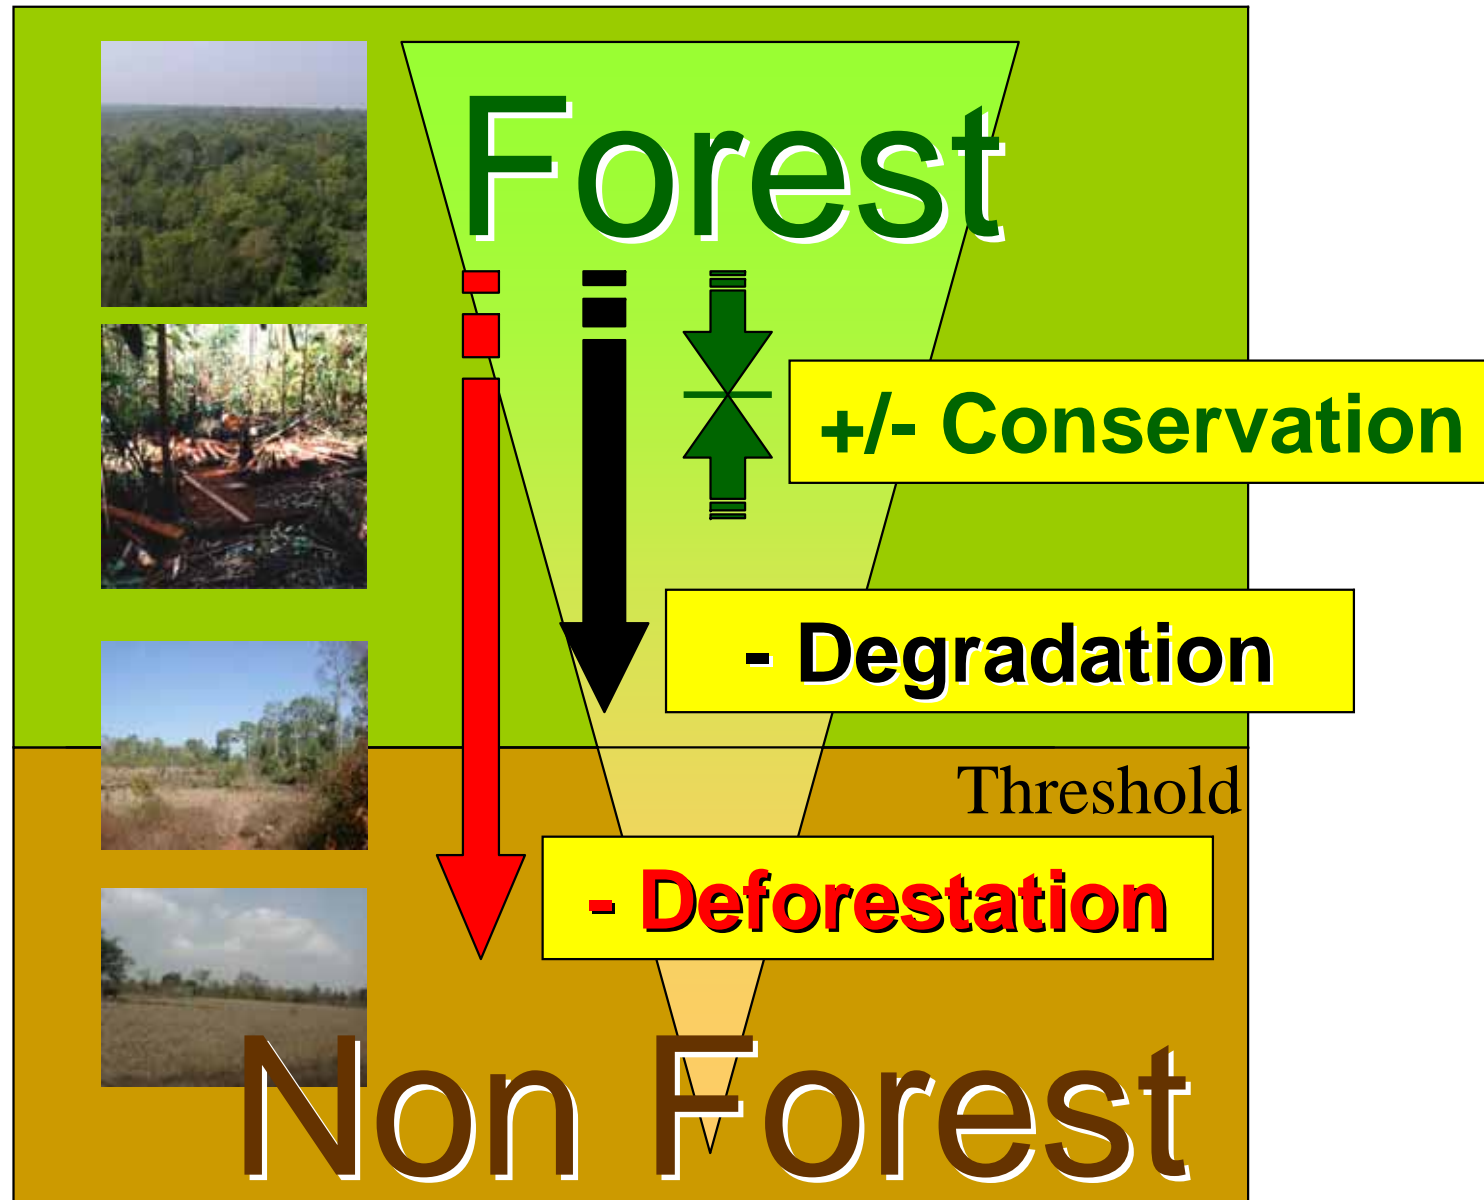 Forest
+/- Conservation
- Degradation
Threshold
- Deforestation
Non Forest